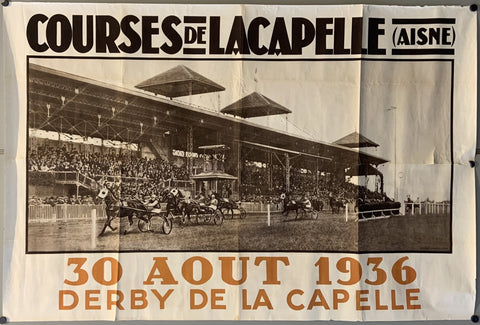 COURSES DE LACAPELLE (AISNE)
30 AOUT 1936
DERBY DE LA CAPELLE